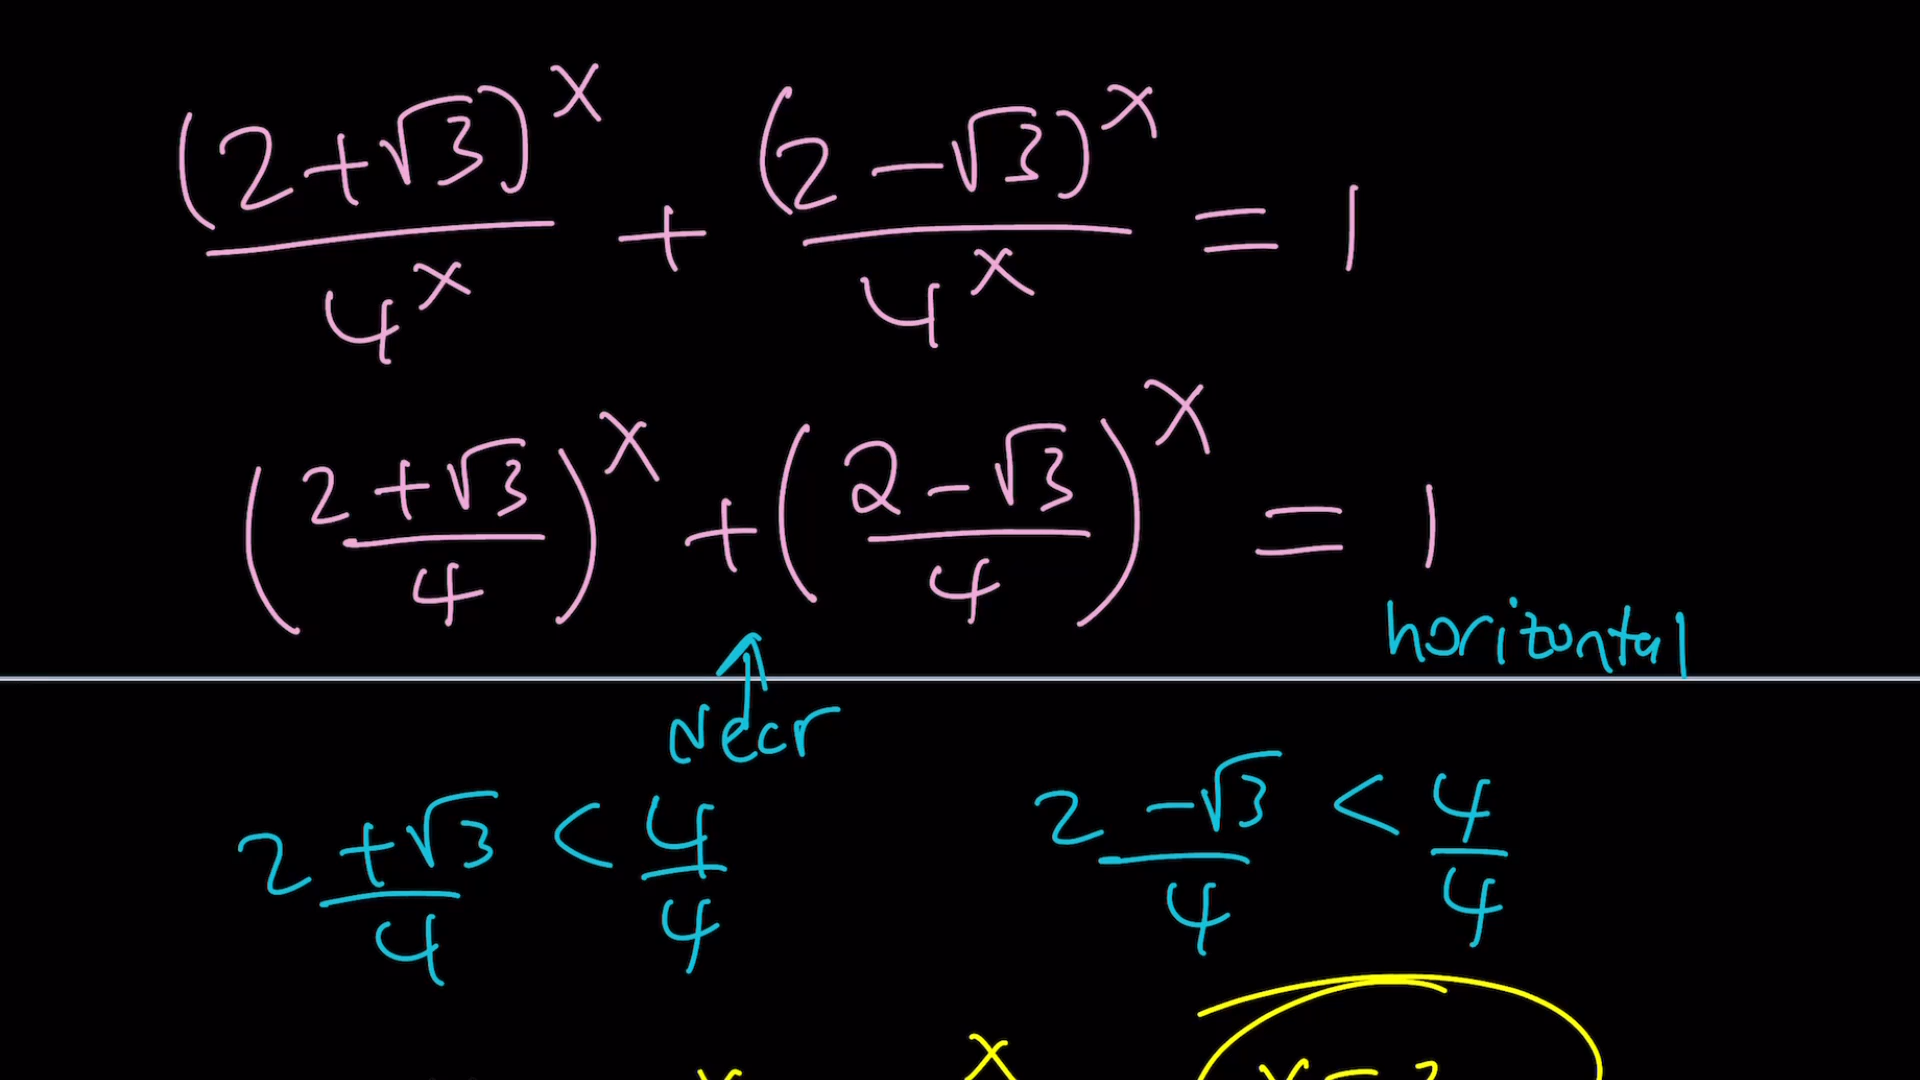 (2+√3)^x / 4^x + (2-√3)^x / 4^x = 1
((2+√3)/4)^x + ((2-√3)/4)^x = 1
horizontal
(2+√3)/4 < 4/4
(2-√3)/4 < 4/4
x
x